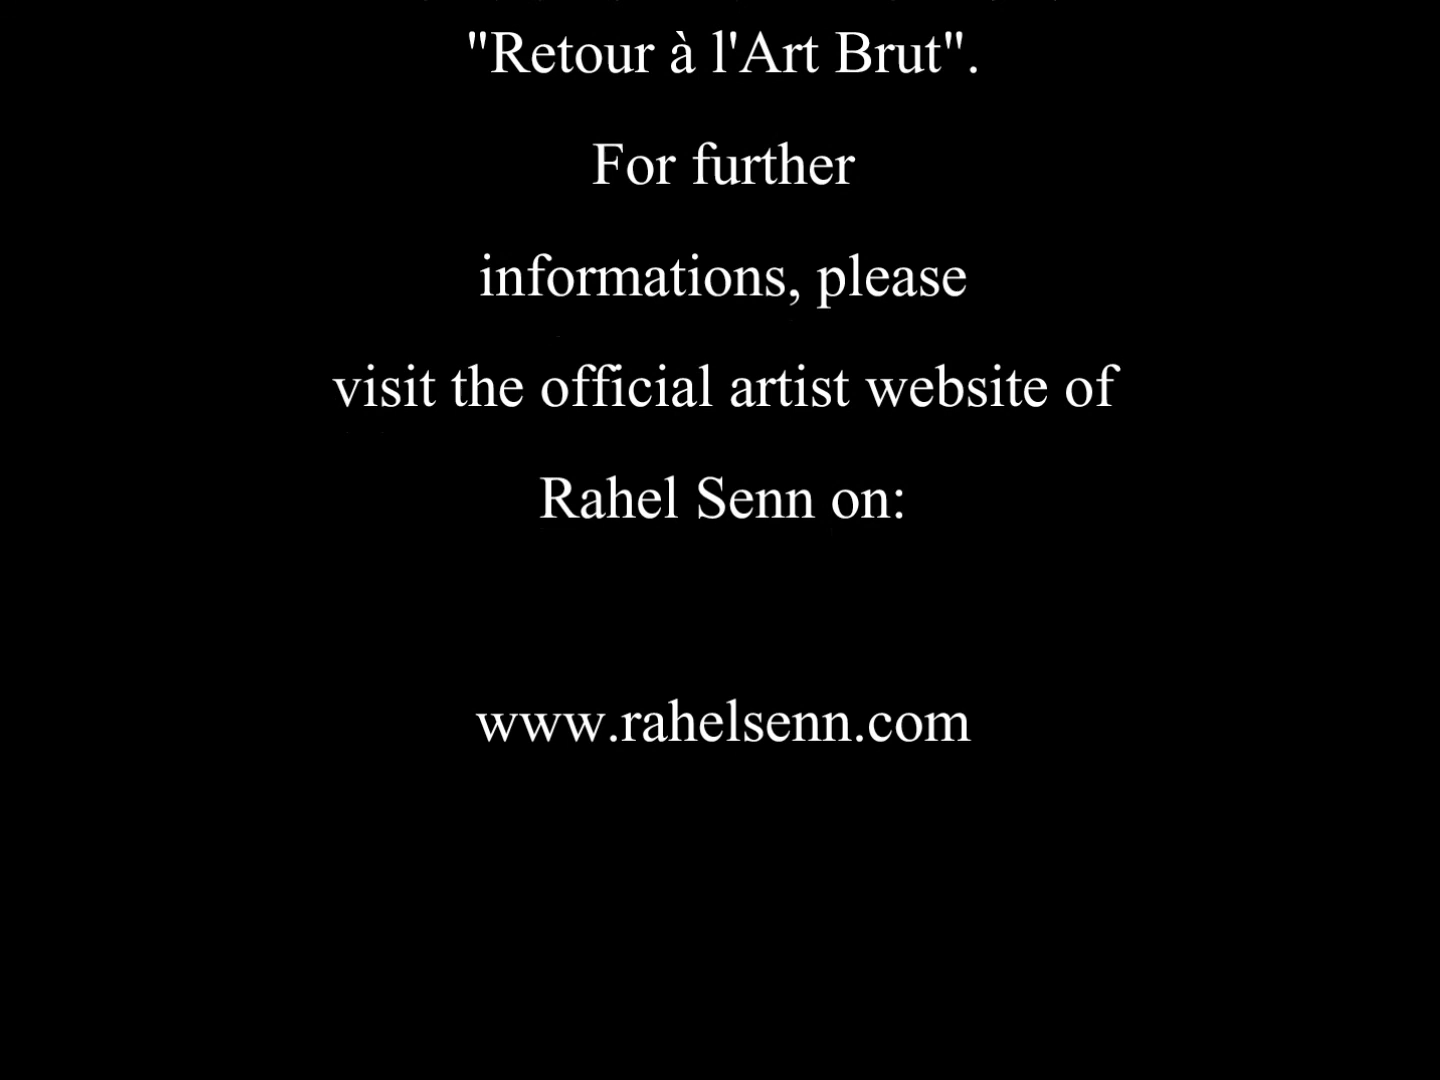 "Retour à l'Art Brut".
For further
informations, please
visit the official artist website of
Rahel Senn on:
www.rahelsenn.com